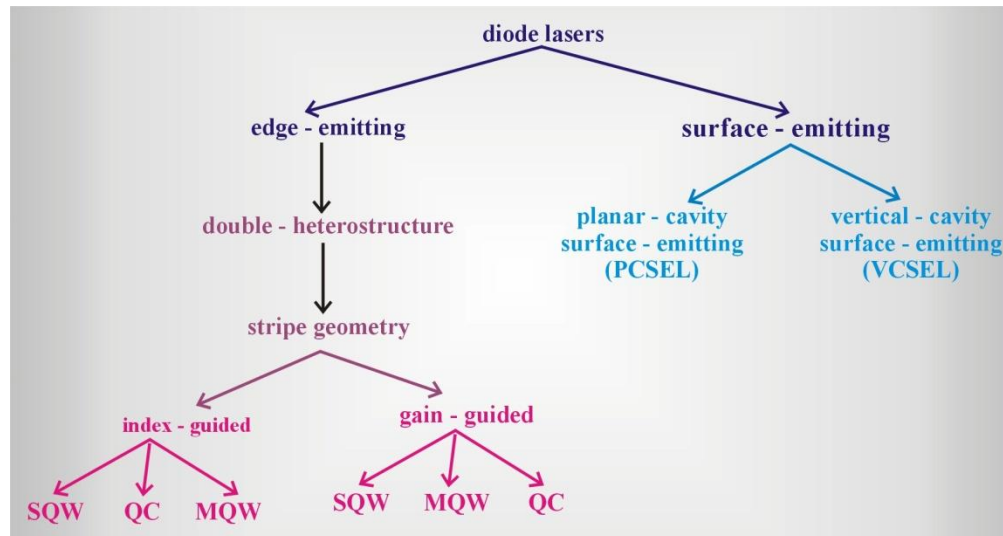 diode lasers
edge - emitting
surface - emitting
double - heterostructure
planar - cavity
surface - emitting
(PCSEL)
vertical - cavity
surface - emitting
(VCSEL)
stripe geometry
index - guided
gain - guided
SQW
QC
MQW
SQW
MQW
QC